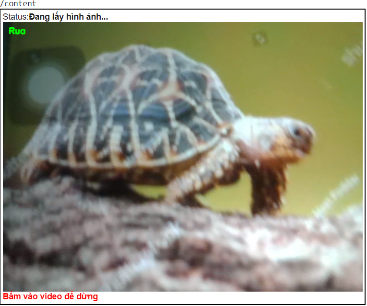 /content
Status:Đang lấy hình ảnh...
Rua
Bấm vào video để dừng